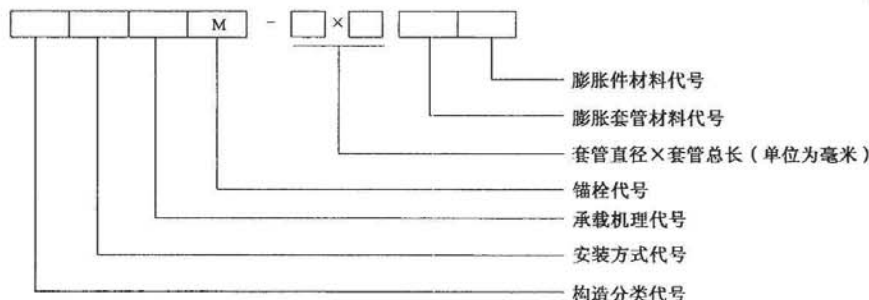 M - ×
膨胀件材料代号
膨胀套管材料代号
套管直径×套管总长（单位为毫米）
锚栓代号
承载机理代号
安装方式代号
构造分类代号